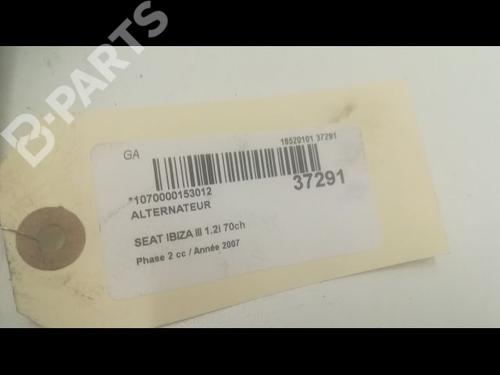 B-PARTS
GA
18520101 37291
*1070000153012
37291
ALTERNATEUR
SEAT IBIZA III 1.2i 70ch
Phase 2 cc / Année 2007